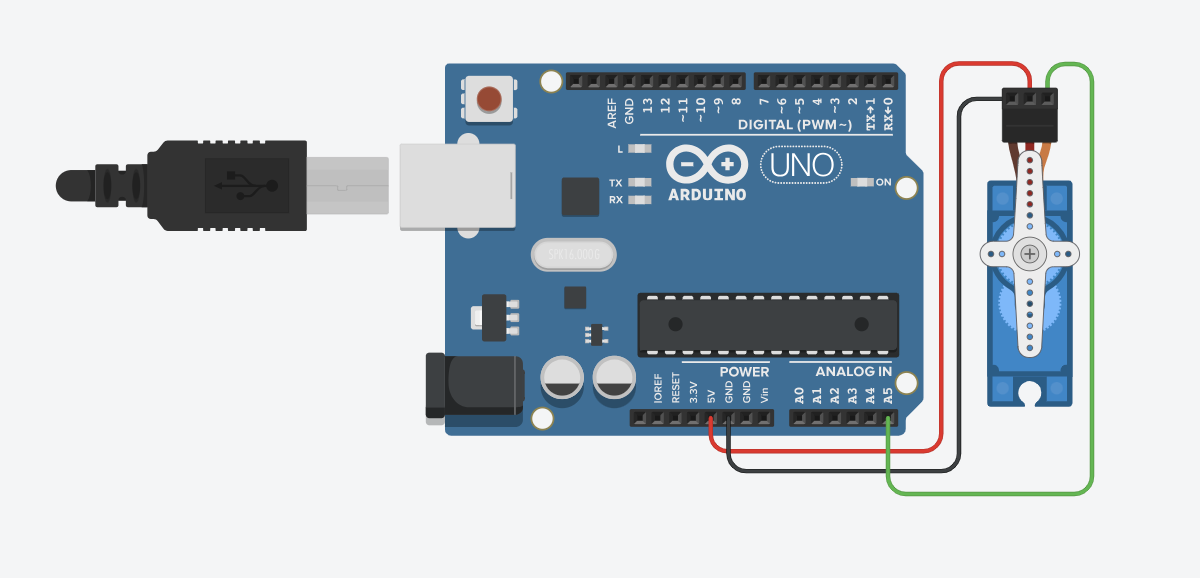 AREF
GND
13
12
~11
~10
~9
8
7
~6
~5
4
~3
2
TX→1
RX←0
DIGITAL (PWM~)
L
TX
RX
UNO
ON
ARDUINO
SPK16.000G
POWER
ANALOG IN
IOREF
RESET
3.3V
5V
GND
GND
Vin
A0
A1
A2
A3
A4
A5